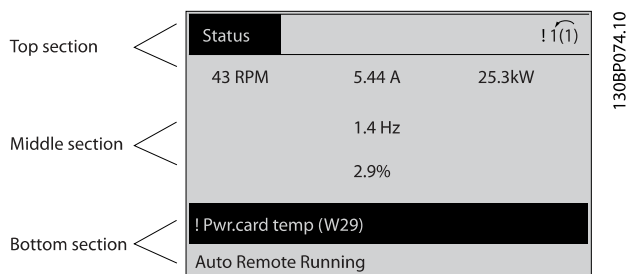 Top section
Status
! 1(1)
43 RPM 5.44 A 25.3kW
Middle section
1.4 Hz
2.9%
! Pwr.card temp (W29)
Bottom section
Auto Remote Running
130BP074.10